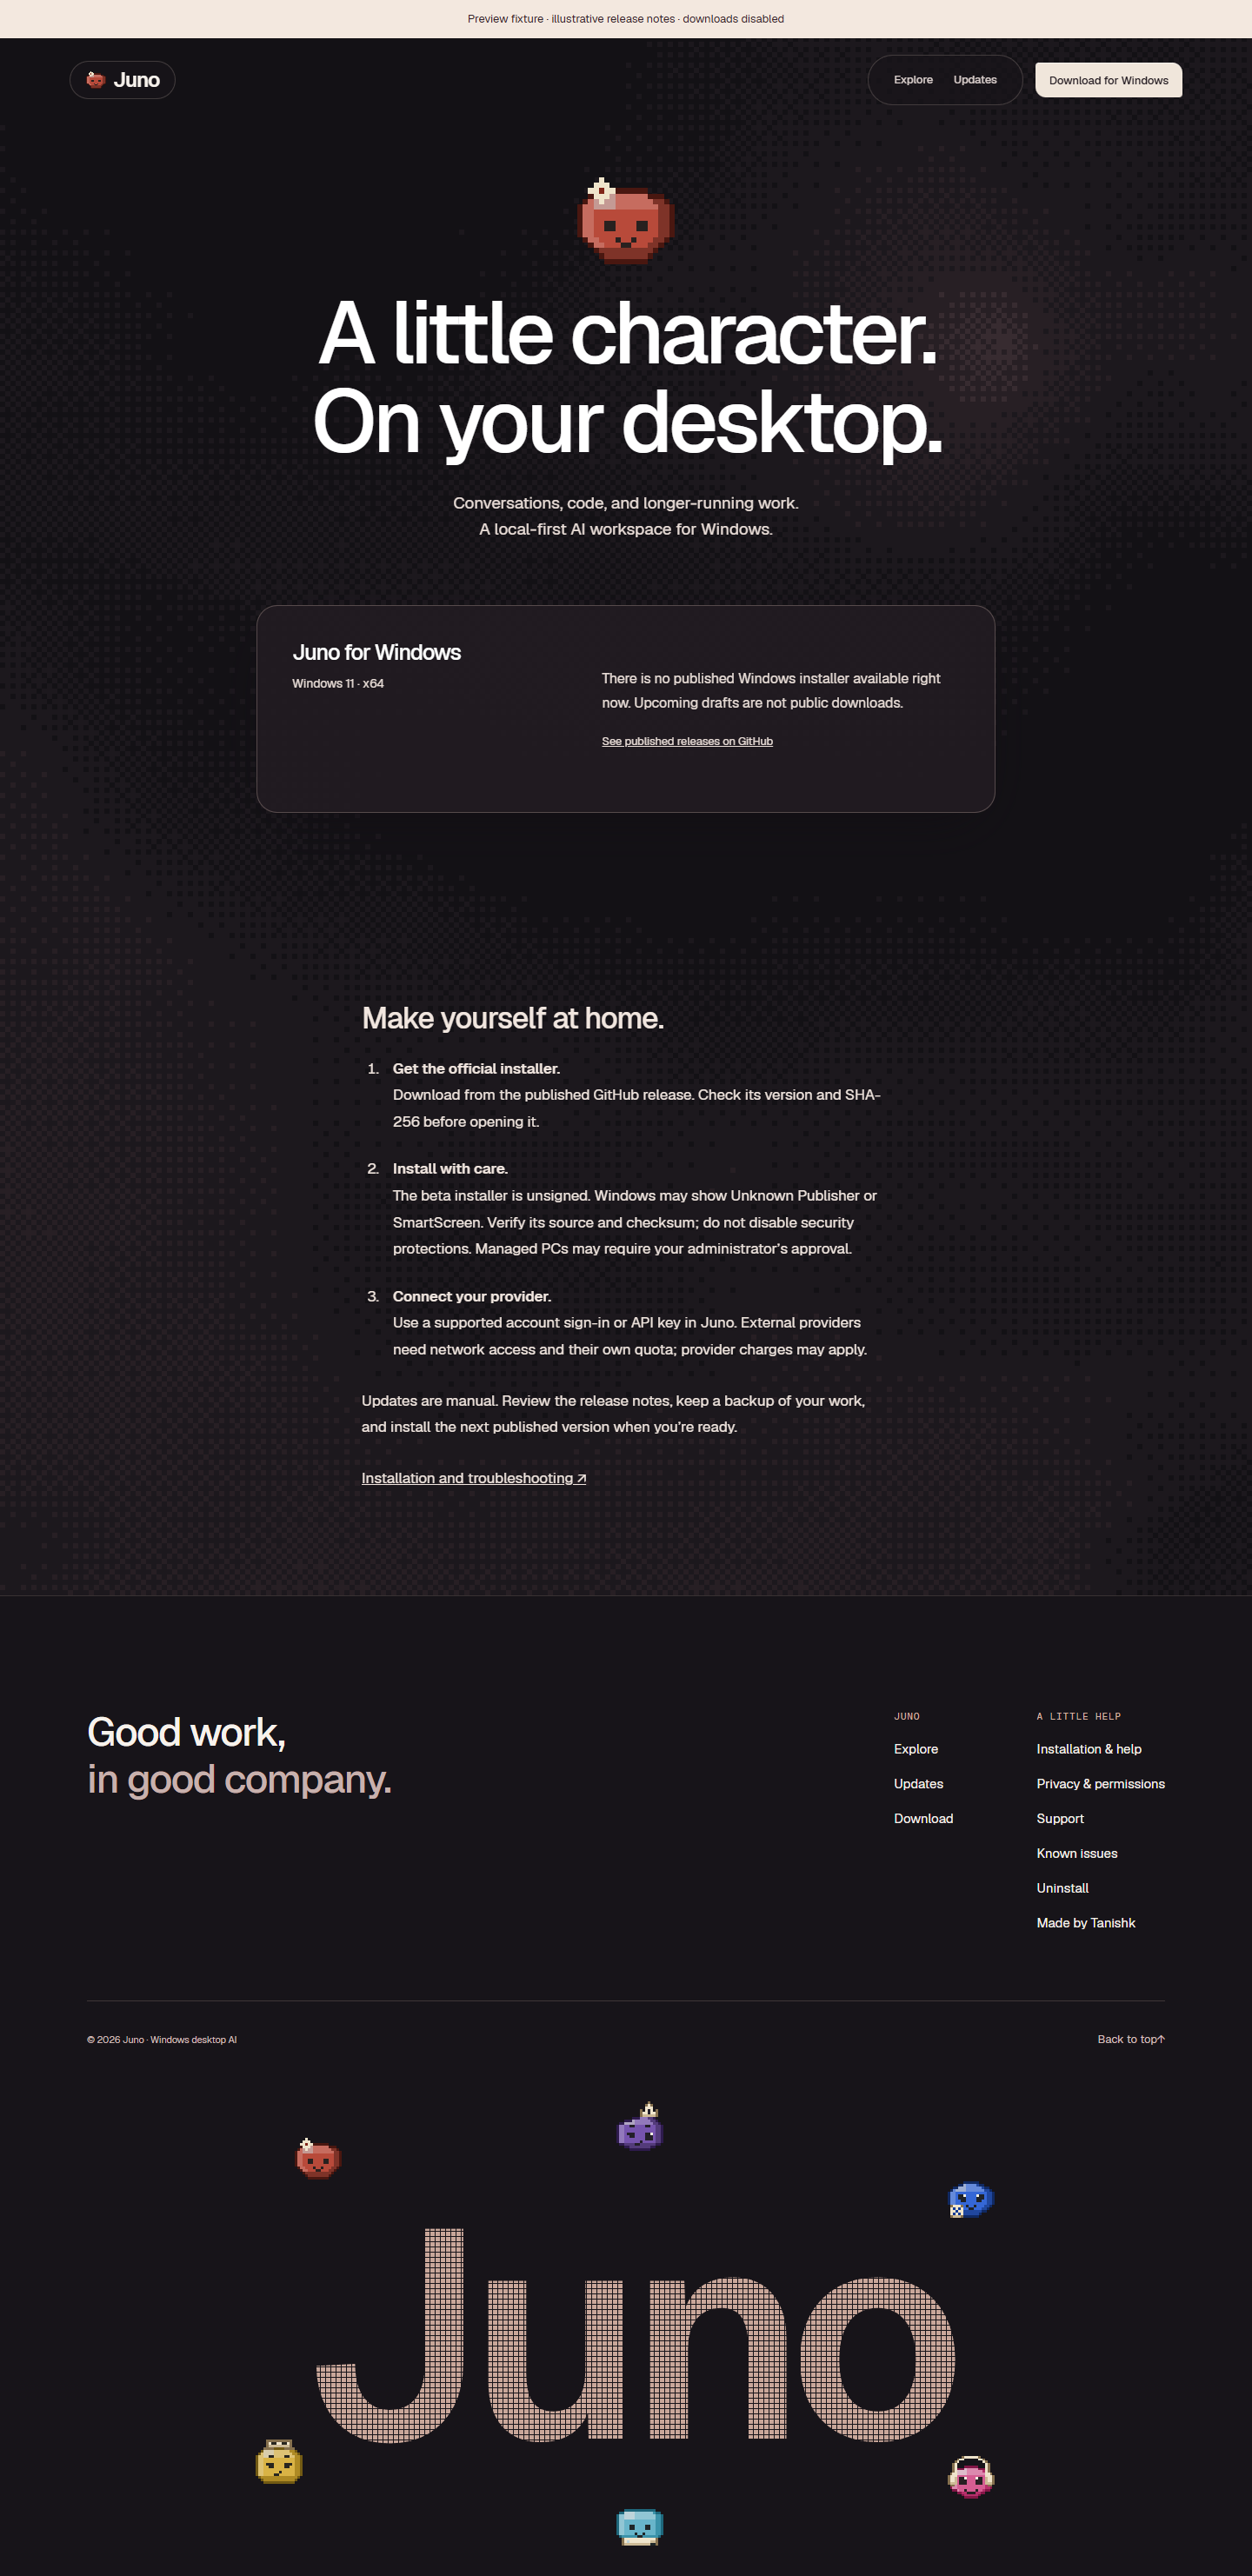 Preview fixture · illustrative release notes · downloads disabled
Juno
Explore Updates Download for Windows
A little character.
On your desktop.
Conversations, code, and longer-running work.
A local-first AI workspace for Windows.
Juno for Windows
Windows 11 · x64
There is no published Windows installer available right
now. Upcoming drafts are not public downloads.
See published releases on GitHub
Make yourself at home.
1. Get the official installer.
Download from the published GitHub release. Check its version and SHA-
256 before opening it.
2. Install with care.
The beta installer is unsigned. Windows may show Unknown Publisher or
SmartScreen. Verify its source and checksum; do not disable security
protections. Managed PCs may require your administrator’s approval.
3. Connect your provider.
Use a supported account sign-in or API key in Juno. External providers
need network access and their own quota; provider charges may apply.
Updates are manual. Review the release notes, keep a backup of your work,
and install the next published version when you’re ready.
Installation and troubleshooting ↗
Good work,
in good company.
JUNO
Explore
Updates
Download
A LITTLE HELP
Installation & help
Privacy & permissions
Support
Known issues
Uninstall
Made by Tanishk
© 2026 Juno · Windows desktop AI
Back to top↑
Juno